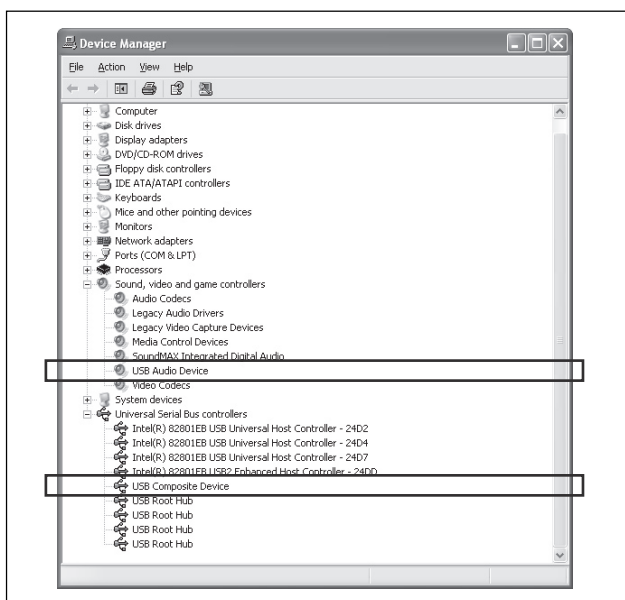 Device Manager
File Action View Help
Computer
Disk drives
Display adapters
DVD/CD-ROM drives
Floppy disk controllers
IDE ATA/ATAPI controllers
Keyboards
Mice and other pointing devices
Monitors
Network adapters
Ports (COM & LPT)
Processors
Sound, video and game controllers
Audio Codecs
Legacy Audio Drivers
Legacy Video Capture Devices
Media Control Devices
SoundMAX Integrated Digital Audio
USB Audio Device
Video Codecs
System devices
Universal Serial Bus controllers
Intel(R) 82801EB USB Universal Host Controller - 24D2
Intel(R) 82801EB USB Universal Host Controller - 24D4
Intel(R) 82801EB USB Universal Host Controller - 24D7
Intel(R) 82801EB USB2 Enhanced Host Controller - 24DD
USB Composite Device
USB Root Hub
USB Root Hub
USB Root Hub
USB Root Hub